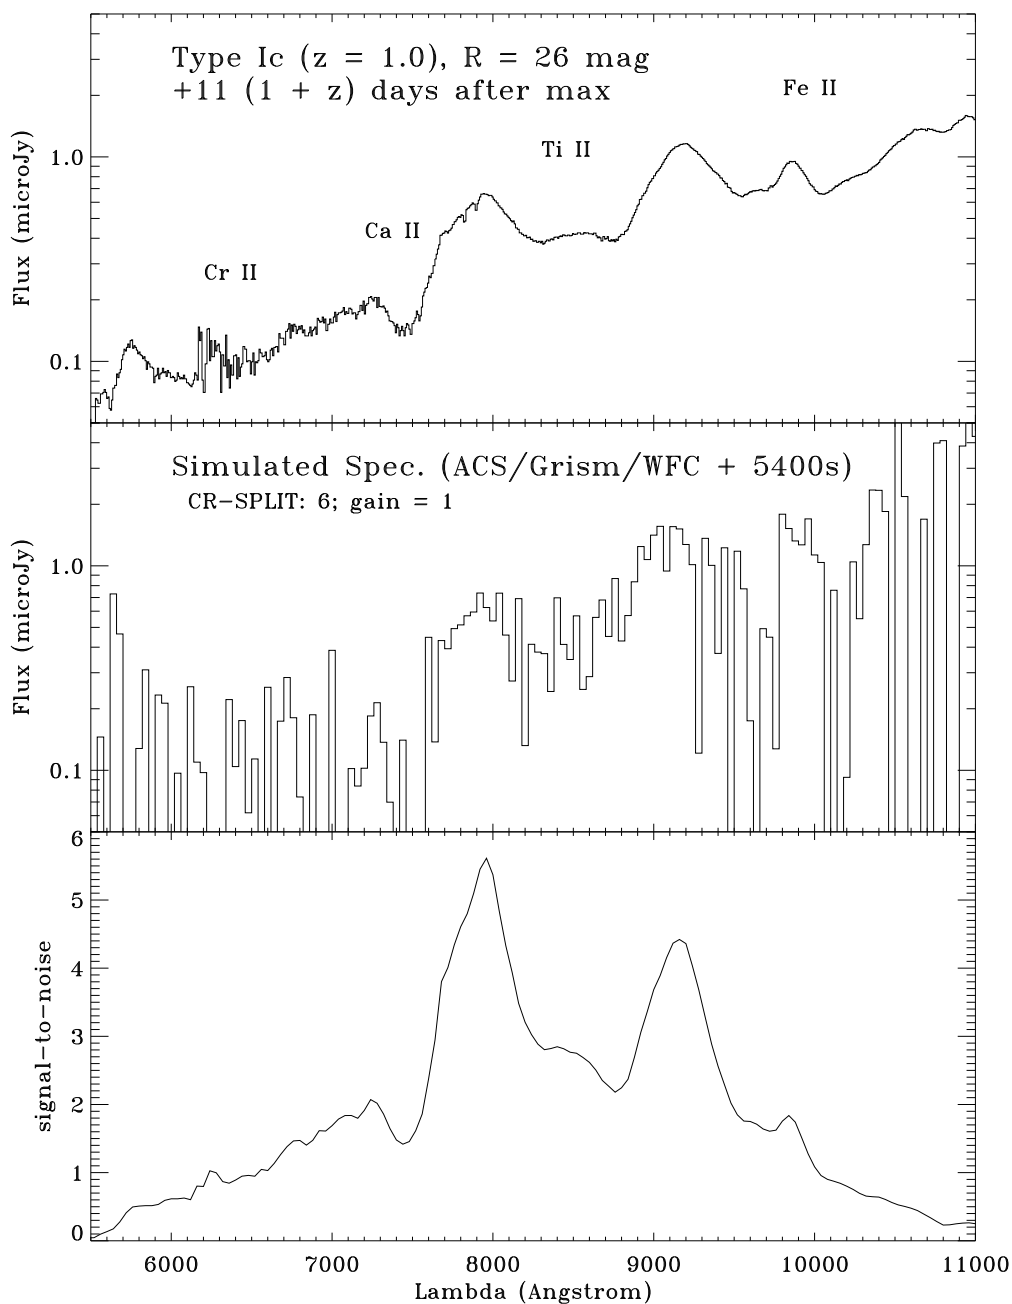 Type Ic (z = 1.0), R = 26 mag
+11 (1 + z) days after max
Fe II
Ti II
Ca II
Cr II
1.0
0.1
Flux (microJy)
Simulated Spec. (ACS/Grism/WFC + 5400s)
CR-SPLIT: 6; gain = 1
1.0
0.1
Flux (microJy)
6
5
4
3
2
1
0
signal-to-noise
6000 7000 8000 9000 10000 11000
Lambda (Angstrom)